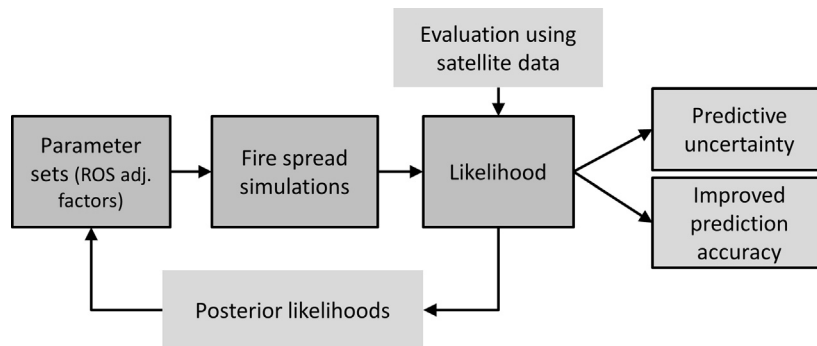 Evaluation using
satellite data
Parameter
sets (ROS adj.
factors)
Fire spread
simulations
Likelihood
Predictive
uncertainty
Improved
prediction
accuracy
Posterior likelihoods